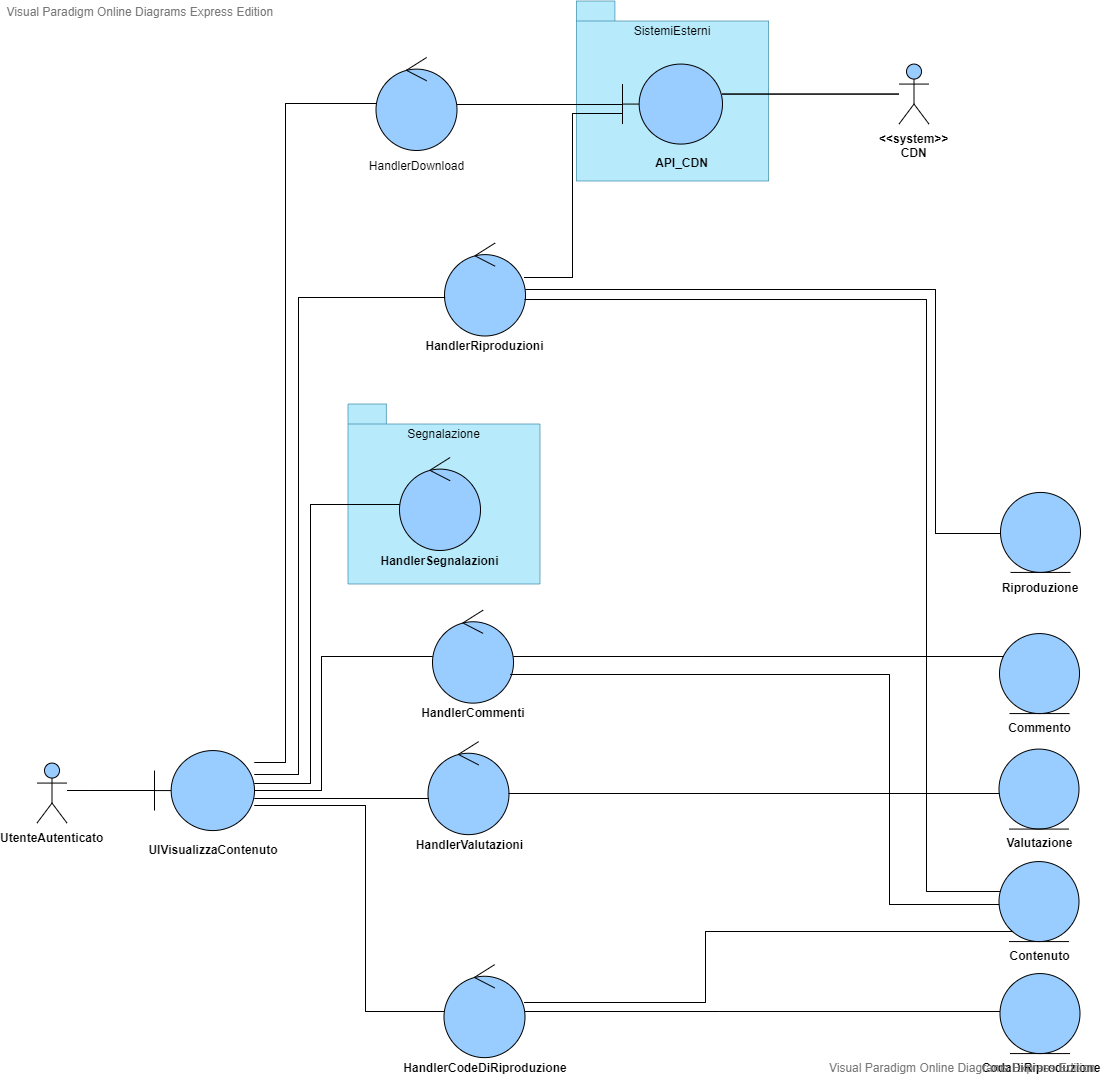 Visual Paradigm Online Diagrams Express Edition
SistemiEsterni
API_CDN
<<system>>
CDN
HandlerDownload
HandlerRiproduzioni
Segnalazione
HandlerSegnalazioni
Riproduzione
HandlerCommenti
Commento
UtenteAutenticato
UIVisualizzaContenuto
HandlerValutazioni
Valutazione
Contenuto
HandlerCodeDiRiproduzione
CodaDiRiproduzione
Visual Paradigm Online Diagrams Express Edition